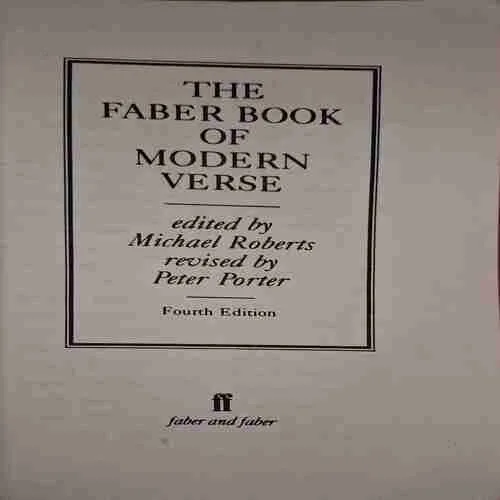 THE
FABER BOOK
OF
MODERN
VERSE
edited by
Michael Roberts
revised by
Peter Porter
Fourth Edition
ff
faber and faber